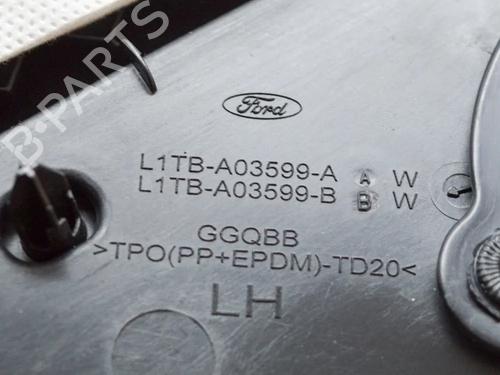 B-PARTS
Ford
L1TB-A03599-A A W
L1TB-A03599-B B W
GGQBB
>TPO(PP+EPDM)-TD20<
LH